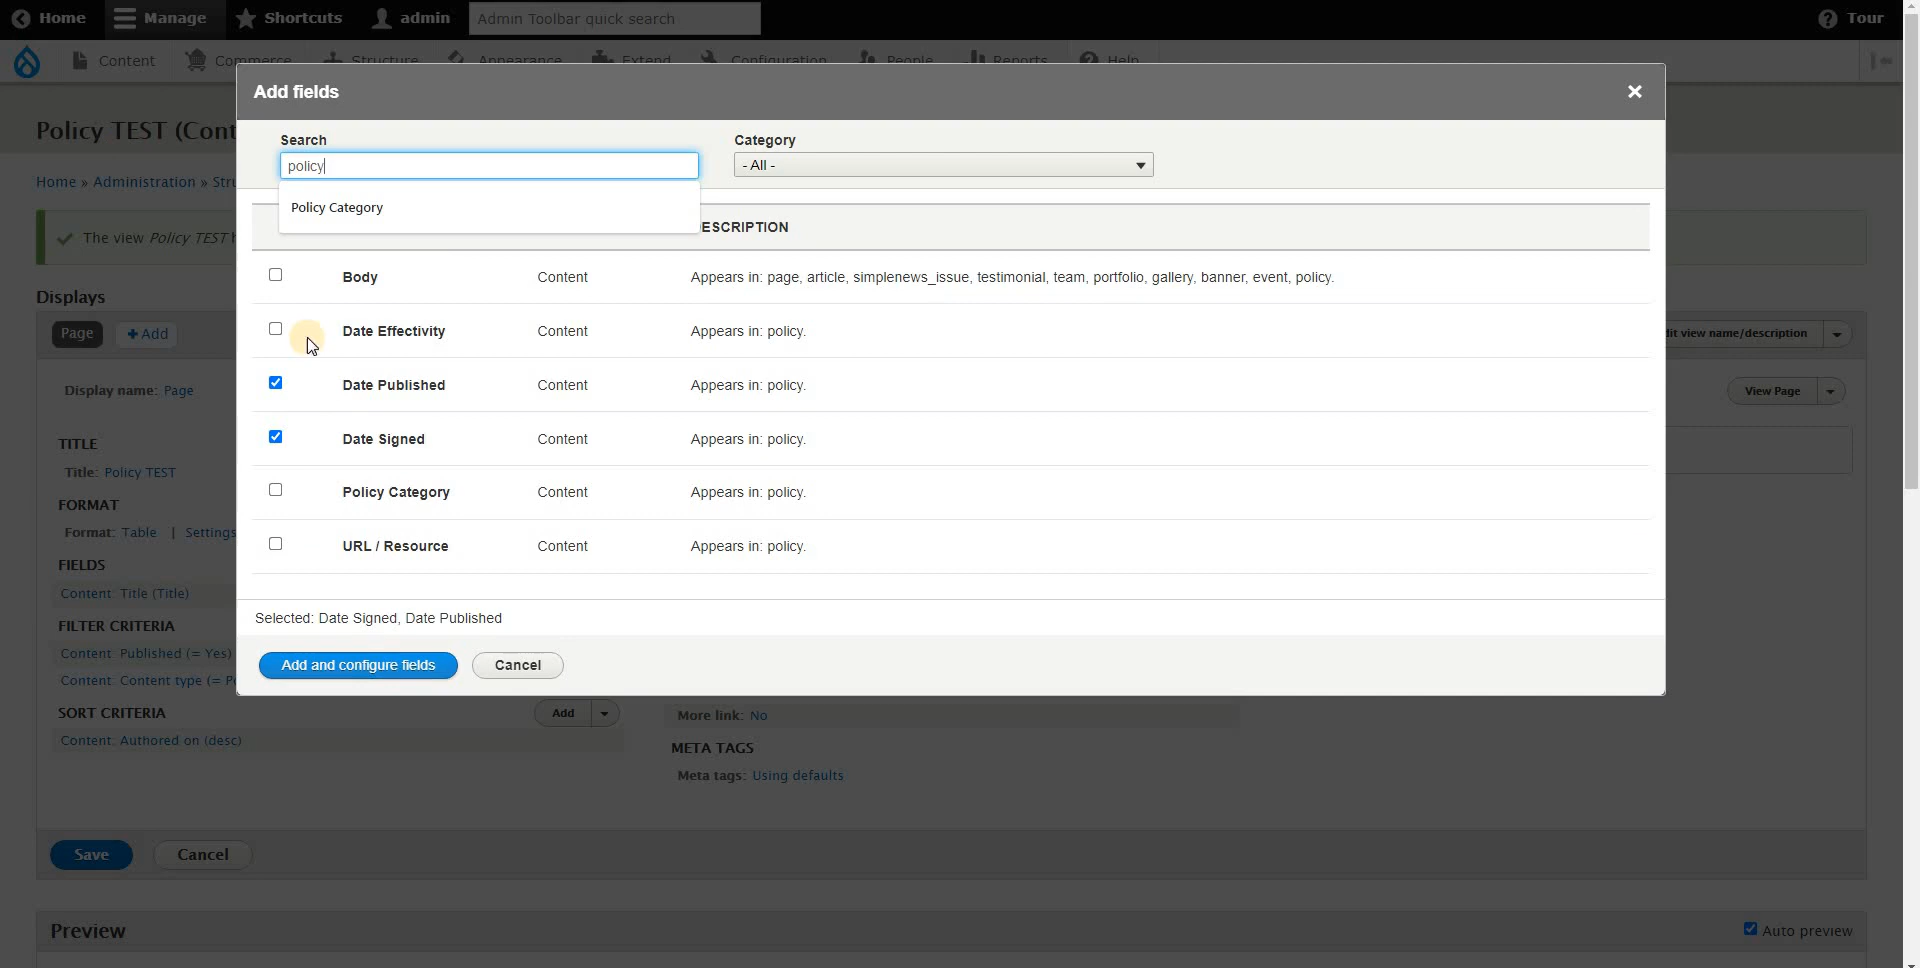 Home Manage Shortcuts admin Admin Toolbar quick search Tour
Content Commerce Structure Appearance Extend Configuration People Reports Help
Add fields
Policy TEST (Cont
Search
Category
policy
- All -
Home » Administration » Stru
Policy Category
ESCRIPTION
The view Policy TEST h
Body Content Appears in: page, article, simplenews_issue, testimonial, team, portfolio, gallery, banner, event, policy.
Displays
Page Add
Date Effectivity Content Appears in: policy.
dit view name/description
Display name: Page
Date Published Content Appears in: policy.
View Page
TITLE
Date Signed Content Appears in: policy.
Title: Policy TEST
FORMAT
Policy Category Content Appears in: policy.
Format: Table | Settings
URL / Resource Content Appears in: policy.
FIELDS
Content: Title (Title)
Selected: Date Signed, Date Published
FILTER CRITERIA
Content: Published (= Yes)
Add and configure fields Cancel
Content: Content type (= Po
SORT CRITERIA
Add
More link: No
Content: Authored on (desc)
META TAGS
Meta tags: Using defaults
Save Cancel
Preview
Auto preview